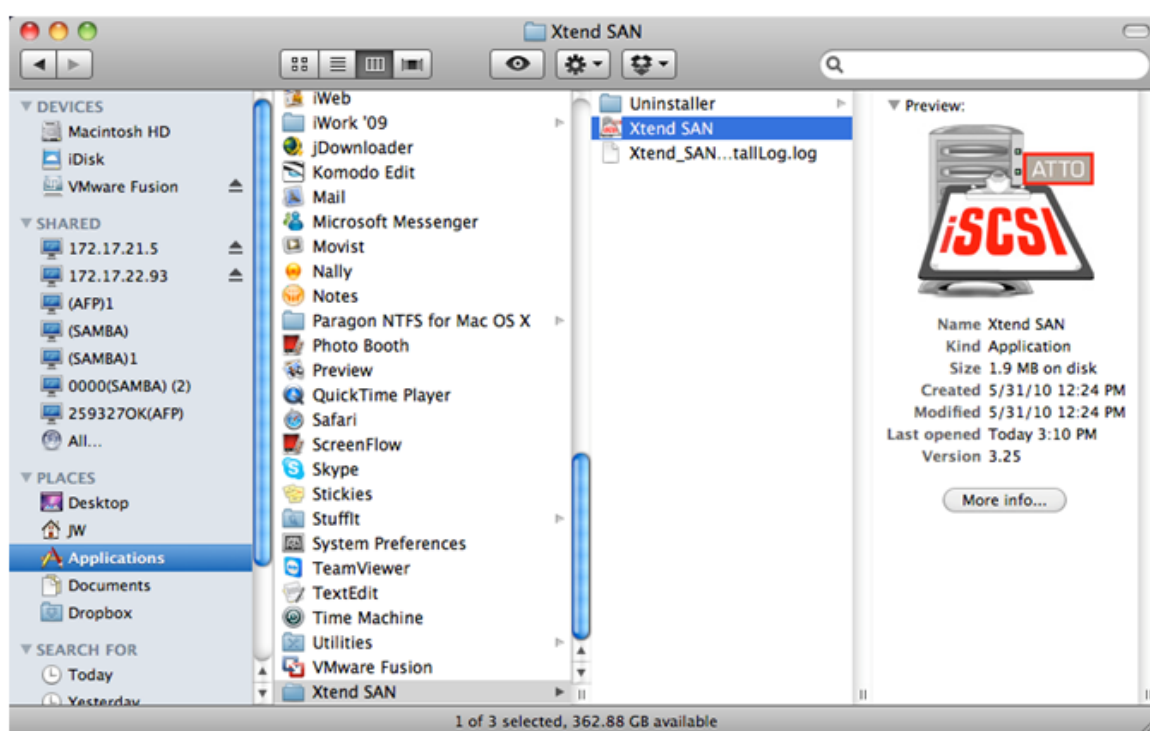 Xtend SAN
DEVICES
Macintosh HD
iDisk
VMware Fusion
SHARED
172.17.21.5
172.17.22.93
(AFP)1
(SAMBA)
(SAMBA)1
0000(SAMBA) (2)
259327OK(AFP)
All...
PLACES
Desktop
JW
Applications
Documents
Dropbox
SEARCH FOR
Today
Yesterday
iWeb
iWork '09
jDownloader
Komodo Edit
Mail
Microsoft Messenger
Movist
Nally
Notes
Paragon NTFS for Mac OS X
Photo Booth
Preview
QuickTime Player
Safari
ScreenFlow
Skype
Stickies
StuffIt
System Preferences
TeamViewer
TextEdit
Time Machine
Utilities
VMware Fusion
Xtend SAN
Uninstaller
Xtend SAN
Xtend_SAN...tallLog.log
Preview:
ATTO
iSCSI
Name Xtend SAN
Kind Application
Size 1.9 MB on disk
Created 5/31/10 12:24 PM
Modified 5/31/10 12:24 PM
Last opened Today 3:10 PM
Version 3.25
More info...
1 of 3 selected, 362.88 GB available